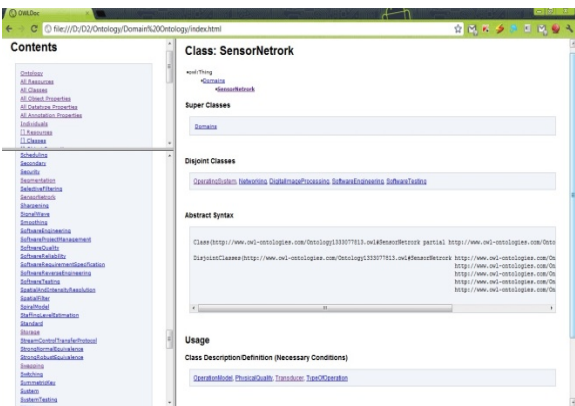 OWLDoc
file:///D:/D2/Ontology/Domain%20Ontology/index.html
Contents
Ontology
All Resources
All Classes
All Object Properties
All Datatype Properties
All Annotation Properties
Individuals
[] Resources
[] Classes
Scheduling
Secondary
Security
Segmentation
SelectiveFiltering
SensorNetrork
Sharpening
SignalWave
Smoothing
SoftwareEngineering
SoftwareProjectManagement
SoftwareQuality
SoftwareReliability
SoftwareRequirementSpecification
SoftwareReverseEngineering
SoftwareTesting
SpatialAndIntensityResolution
SpatialFilter
SpiralModel
StaffingLevelEstimation
Standard
Storage
StreamControlTransferProtocol
StrongNormalEquivalence
StrongRobustEquivalence
Swapping
Switching
SymmetricKey
System
SystemTesting
Class: SensorNetrork
•owl:Thing
•Domains
•SensorNetrork
Super Classes
Domains
Disjoint Classes
OperatingSystem, Networking, DigitalImageProcessing, SoftwareEngineering, SoftwareTesting
Abstract Syntax
Class(http://www.owl-ontologies.com/Ontology1333077813.owl#SensorNetrork partial http://www.owl-ontologies.com/Onto
DisjointClasses(http://www.owl-ontologies.com/Ontology1333077813.owl#SensorNetrork http://www.owl-ontologies.com/On
http://www.owl-ontologies.com/On
http://www.owl-ontologies.com/On
http://www.owl-ontologies.com/On
http://www.owl-ontologies.com/On
Usage
Class Description/Definition (Necessary Conditions)
OperationModel, PhysicalQuality, Transducer, TypeOfOperation